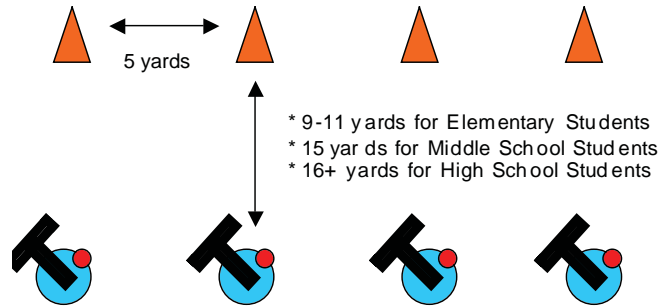 5 yards
* 9-11 yards for Elementary Students
* 15 yards for Middle School Students
* 16+ yards for High School Students